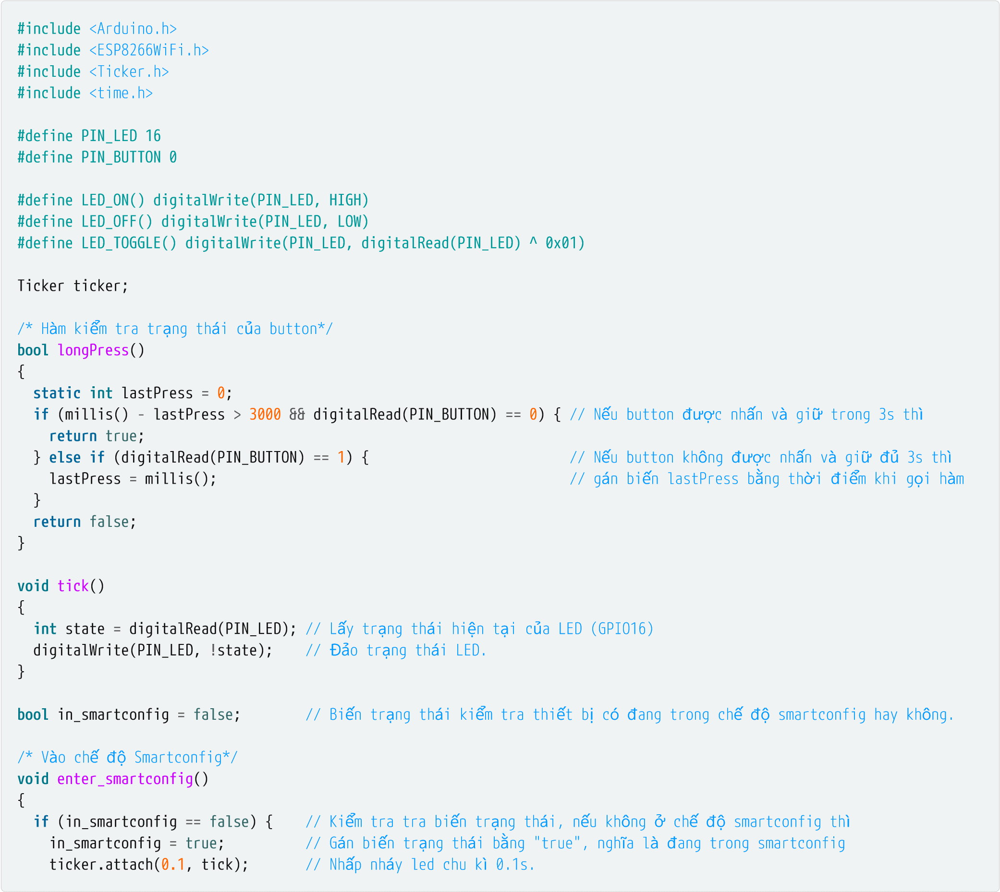 #include <Arduino.h>
#include <ESP8266WiFi.h>
#include <Ticker.h>
#include <time.h>

#define PIN_LED 16
#define PIN_BUTTON 0

#define LED_ON() digitalWrite(PIN_LED, HIGH)
#define LED_OFF() digitalWrite(PIN_LED, LOW)
#define LED_TOGGLE() digitalWrite(PIN_LED, digitalRead(PIN_LED) ^ 0x01)

Ticker ticker;

/* Hàm kiểm tra trạng thái của button*/
bool longPress()
{
  static int lastPress = 0;
  if (millis() - lastPress > 3000 && digitalRead(PIN_BUTTON) == 0) { // Nếu button được nhấn và giữ trong 3s thì
    return true;
  } else if (digitalRead(PIN_BUTTON) == 1) {                         // Nếu button không được nhấn và giữ đủ 3s thì
    lastPress = millis();                                            // gán biến lastPress bằng thời điểm khi gọi hàm
  }
  return false;
}

void tick()
{
  int state = digitalRead(PIN_LED); // Lấy trạng thái hiện tại của LED (GPIO16)
  digitalWrite(PIN_LED, !state);    // Đảo trạng thái LED.
}

bool in_smartconfig = false;        // Biến trạng thái kiểm tra thiết bị có đang trong chế độ smartconfig hay không.

/* Vào chế độ Smartconfig*/
void enter_smartconfig()
{
  if (in_smartconfig == false) {    // Kiểm tra tra biến trạng thái, nếu không ở chế độ smartconfig thì
    in_smartconfig = true;          // Gán biến trạng thái bằng "true", nghĩa là đang trong smartconfig
    ticker.attach(0.1, tick);       // Nhấp nháy led chu kì 0.1s.